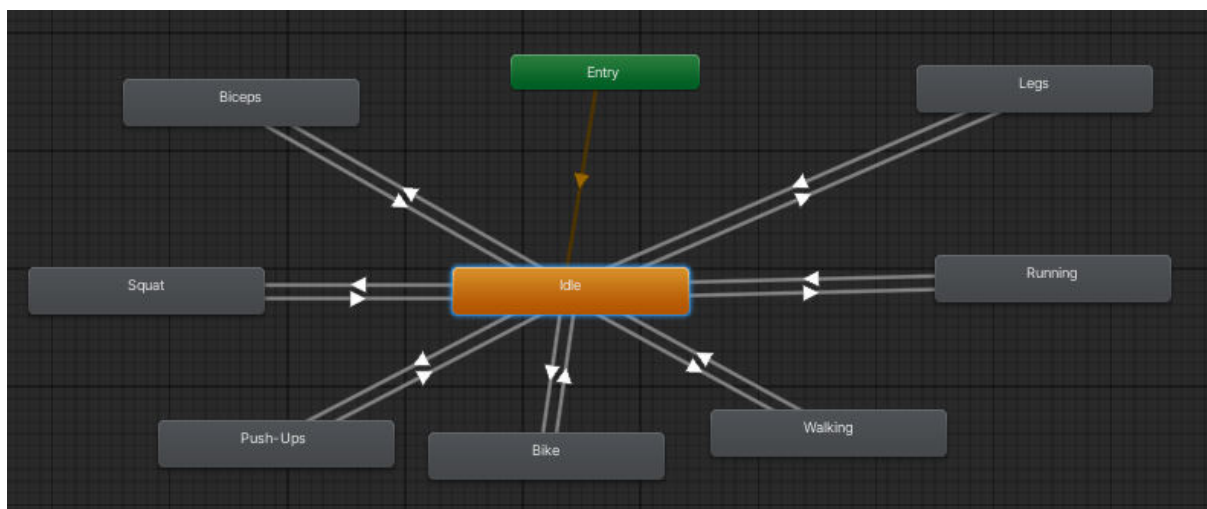 Entry
Biceps
Legs
Squat
Idle
Running
Push-Ups
Bike
Walking